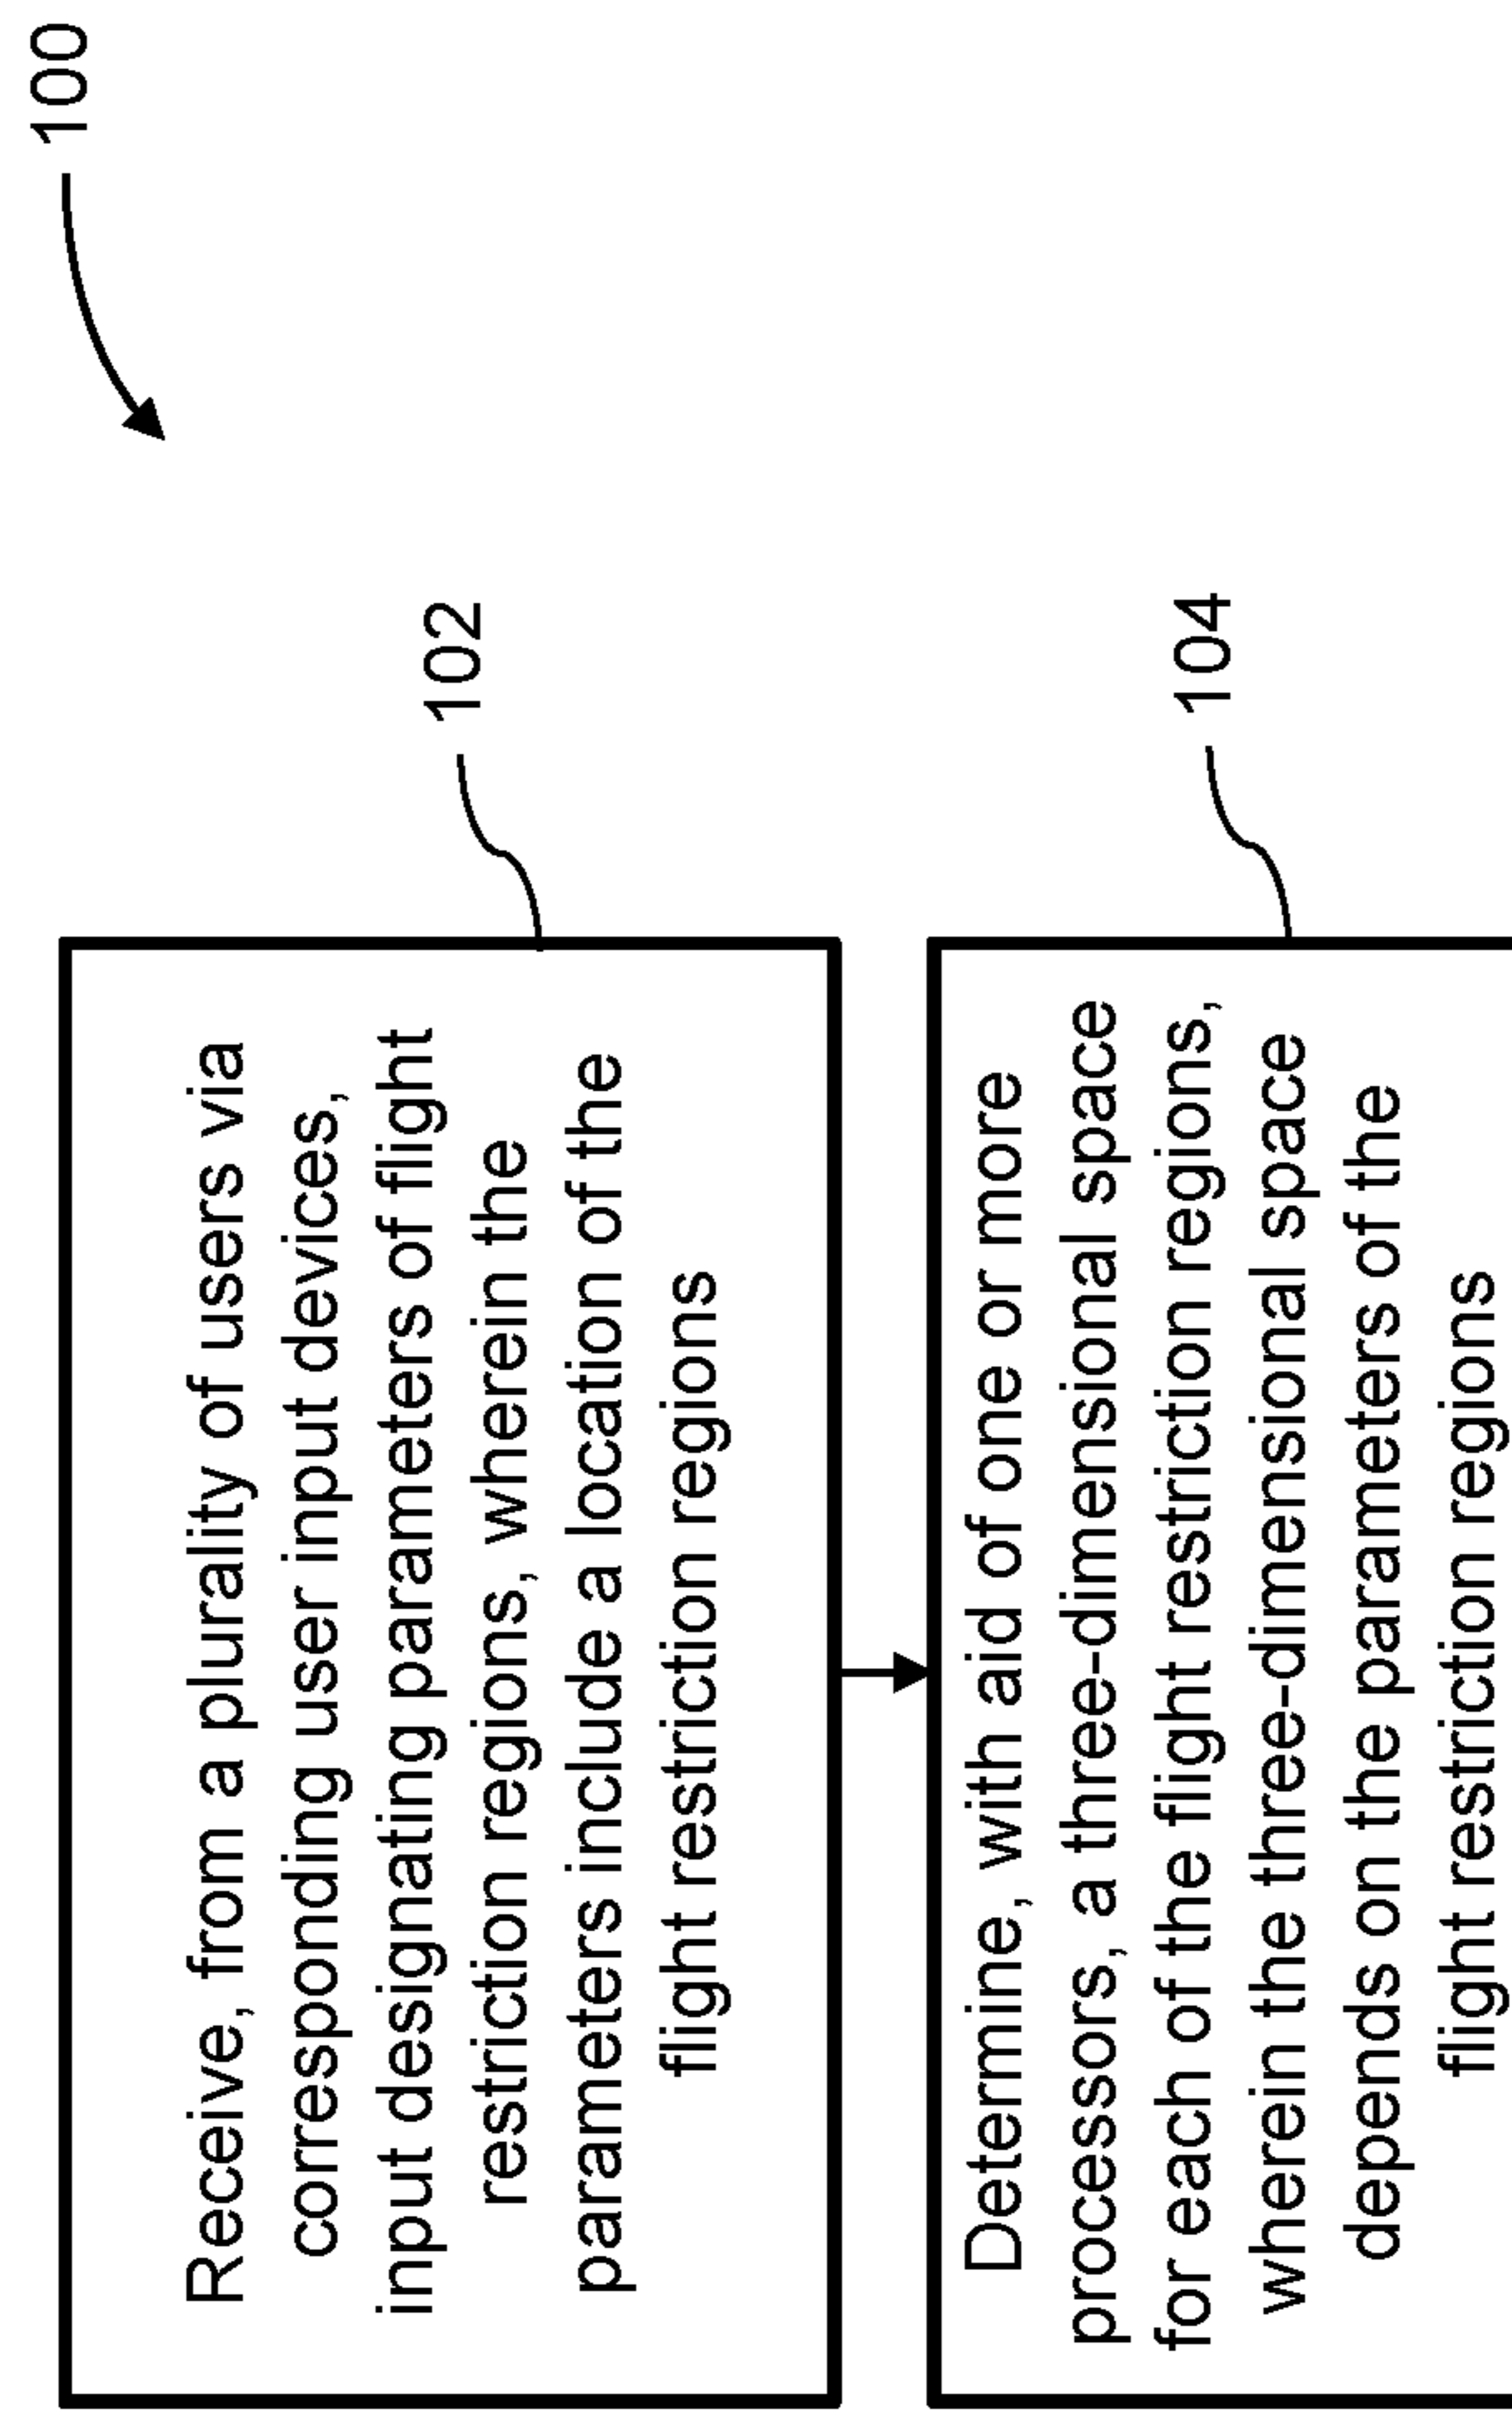 100
102
Receive, from a plurality of users via
corresponding user input devices,
input designating parameters of flight
restriction regions, wherein the
parameters include a location of the
flight restriction regions
104
Determine, with aid of one or more
processors, a three-dimensional space
for each of the flight restriction regions,
wherein the three-dimensional space
depends on the parameters of the
flight restriction regions